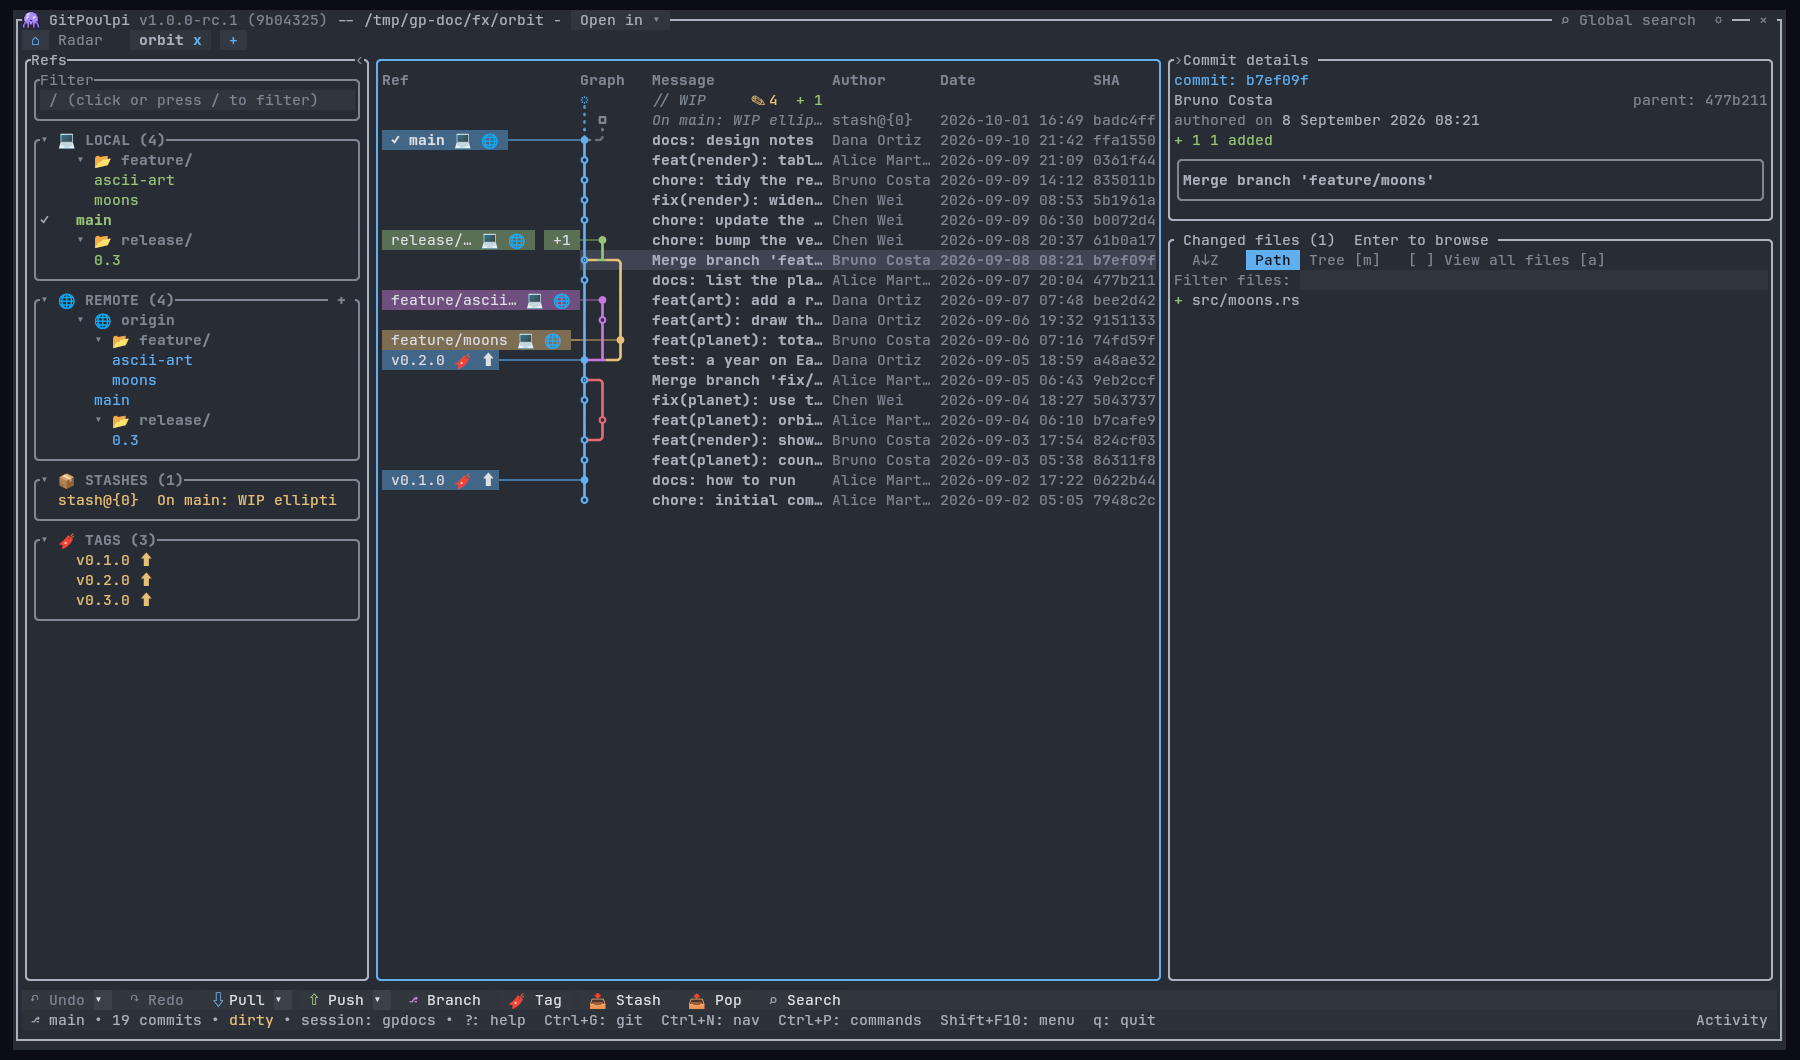 GitPoulpi v1.0.0-rc.1 (9b04325) —— /tmp/gp-doc/fx/orbit - Open in ▾ ⌕ Global search ☼ ×
⌂ Radar orbit x +
Refs ‹
Filter
/ (click or press / to filter)
▾ LOCAL (4)
▾ feature/
ascii-art
moons
✓ main
▾ release/
0.3
▾ REMOTE (4) +
▾ origin
▾ feature/
ascii-art
moons
main
▾ release/
0.3
▾ STASHES (1)
stash@{0} On main: WIP ellipti
▾ TAGS (3)
v0.1.0 ⬆
v0.2.0 ⬆
v0.3.0 ⬆
Ref Graph Message Author Date SHA
// WIP ✎ 4 + 1
On main: WIP ellip… stash@{0} 2026-10-01 16:49 badc4ff
✓ main docs: design notes Dana Ortiz 2026-09-10 21:42 ffa1550
feat(render): tabl… Alice Mart… 2026-09-09 21:09 0361f44
chore: tidy the re… Bruno Costa 2026-09-09 14:12 835011b
fix(render): widen… Chen Wei 2026-09-09 08:53 5b1961a
chore: update the … Chen Wei 2026-09-09 06:30 b0072d4
release/… +1 chore: bump the ve… Chen Wei 2026-09-08 20:37 61b0a17
Merge branch 'feat… Bruno Costa 2026-09-08 08:21 b7ef09f
docs: list the pla… Alice Mart… 2026-09-07 20:04 477b211
feature/ascii… feat(art): add a r… Dana Ortiz 2026-09-07 07:48 bee2d42
feat(art): draw th… Dana Ortiz 2026-09-06 19:32 9151133
feature/moons feat(planet): tota… Bruno Costa 2026-09-06 07:16 74fd59f
v0.2.0 ⬆ test: a year on Ea… Dana Ortiz 2026-09-05 18:59 a48ae32
Merge branch 'fix/… Alice Mart… 2026-09-05 06:43 9eb2ccf
fix(planet): use t… Chen Wei 2026-09-04 18:27 5043737
feat(planet): orbi… Alice Mart… 2026-09-04 06:10 b7cafe9
feat(render): show… Bruno Costa 2026-09-03 17:54 824cf03
feat(planet): coun… Bruno Costa 2026-09-03 05:38 86311f8
v0.1.0 ⬆ docs: how to run Alice Mart… 2026-09-02 17:22 0622b44
chore: initial com… Alice Mart… 2026-09-02 05:05 7948c2c
› Commit details
commit: b7ef09f
Bruno Costa parent: 477b211
authored on 8 September 2026 08:21
+ 1 1 added
Merge branch 'feature/moons'
Changed files (1) Enter to browse
A↓Z Path Tree [m] [ ] View all files [a]
Filter files:
+ src/moons.rs
↶ Undo ▾ ↷ Redo ⇩ Pull ▾ ⇧ Push ▾ ⎇ Branch Tag Stash Pop ⌕ Search
⎇ main • 19 commits • dirty • session: gpdocs • ?: help Ctrl+G: git Ctrl+N: nav Ctrl+P: commands Shift+F10: menu q: quit Activity